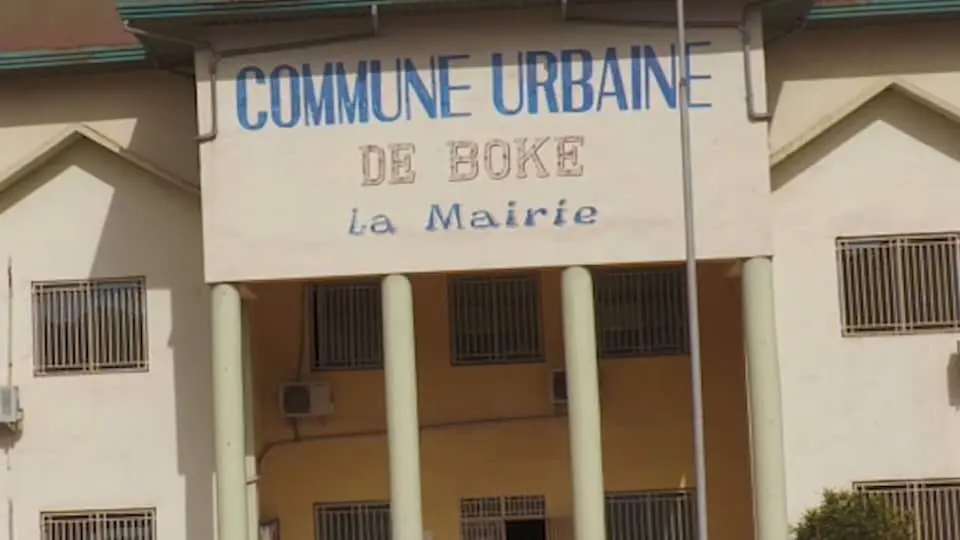 COMMUNE URBAINE
DE BOKE
La Mairie